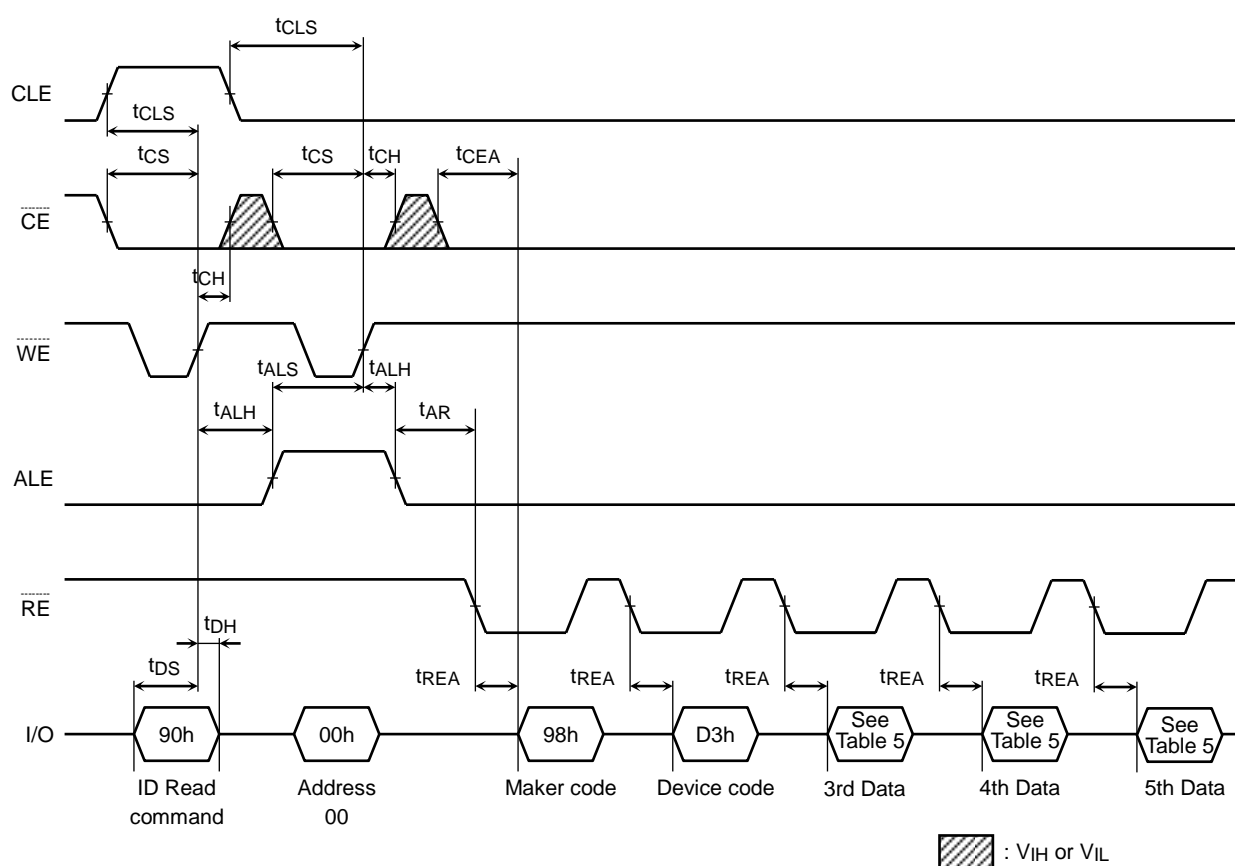 tCLS
CLE
tCLS
tCS
tCS
tCH
tCEA
CE
tCH
WE
tALS
tALH
tALH
tAR
ALE
RE
tDH
tDS
tREA
tREA
tREA
tREA
tREA
I/O
90h
00h
98h
D3h
See
Table 5
See
Table 5
See
Table 5
ID Read
command
Address
00
Maker code
Device code
3rd Data
4th Data
5th Data
: VIH or VIL